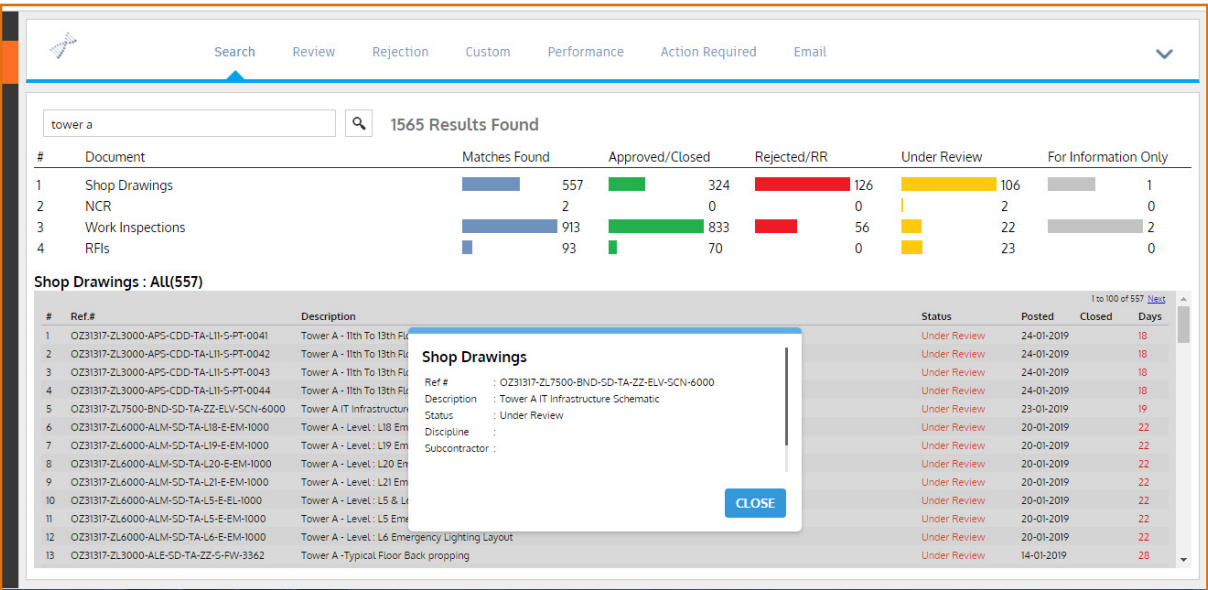 Search Review Rejection Custom Performance Action Required Email
tower a 1565 Results Found
# Document Matches Found Approved/Closed Rejected/RR Under Review For Information Only
1 Shop Drawings 557 324 126 106 1
2 NCR 2 0 0 2 0
3 Work Inspections 913 833 56 22 2
4 RFIs 93 70 0 23 0
Shop Drawings : All(557)
1 to 100 of 557 Next
# Ref.# Description Status Posted Closed Days
1 OZ31317-ZL3000-APS-CDD-TA-L11-S-PT-0041 Tower A - 11th To 13th Under Review 24-01-2019 18
2 OZ31317-ZL3000-APS-CDD-TA-L11-S-PT-0042 Tower A - 11th To 13th Under Review 24-01-2019 18
3 OZ31317-ZL3000-APS-CDD-TA-L11-S-PT-0043 Tower A - 11th To 13th Under Review 24-01-2019 18
4 OZ31317-ZL3000-APS-CDD-TA-L11-S-PT-0044 Tower A - 11th To 13th Under Review 24-01-2019 18
5 OZ31317-ZL7500-BND-SD-TA-ZZ-ELV-SCN-6000 Tower A IT Infrastructure Under Review 23-01-2019 19
6 OZ31317-ZL6000-ALM-SD-TA-L18-E-EM-1000 Tower A - Level : L18 Em Under Review 20-01-2019 22
7 OZ31317-ZL6000-ALM-SD-TA-L19-E-EM-1000 Tower A - Level : L19 Em Under Review 20-01-2019 22
8 OZ31317-ZL6000-ALM-SD-TA-L20-E-EM-1000 Tower A - Level : L20 Under Review 20-01-2019 22
9 OZ31317-ZL6000-ALM-SD-TA-L21-E-EM-1000 Tower A - Level : L21 Em Under Review 20-01-2019 22
10 OZ31317-ZL6000-ALM-SD-TA-L5-E-EL-1000 Tower A - Level : L5 & Under Review 20-01-2019 22
11 OZ31317-ZL6000-ALM-SD-TA-L5-E-EM-1000 Tower A - Level : L5 Eme Under Review 20-01-2019 22
12 OZ31317-ZL6000-ALM-SD-TA-L6-E-EM-1000 Tower A - Level : L6 Emergency Lighting Layout Under Review 20-01-2019 22
13 OZ31317-ZL3000-ALE-SD-TA-ZZ-S-FW-3362 Tower A -Typical Floor Back propping Under Review 14-01-2019 28
Shop Drawings
Ref # : OZ31317-ZL7500-BND-SD-TA-ZZ-ELV-SCN-6000
Description : Tower A IT Infrastructure Schematic
Status : Under Review
Discipline :
Subcontractor :
CLOSE